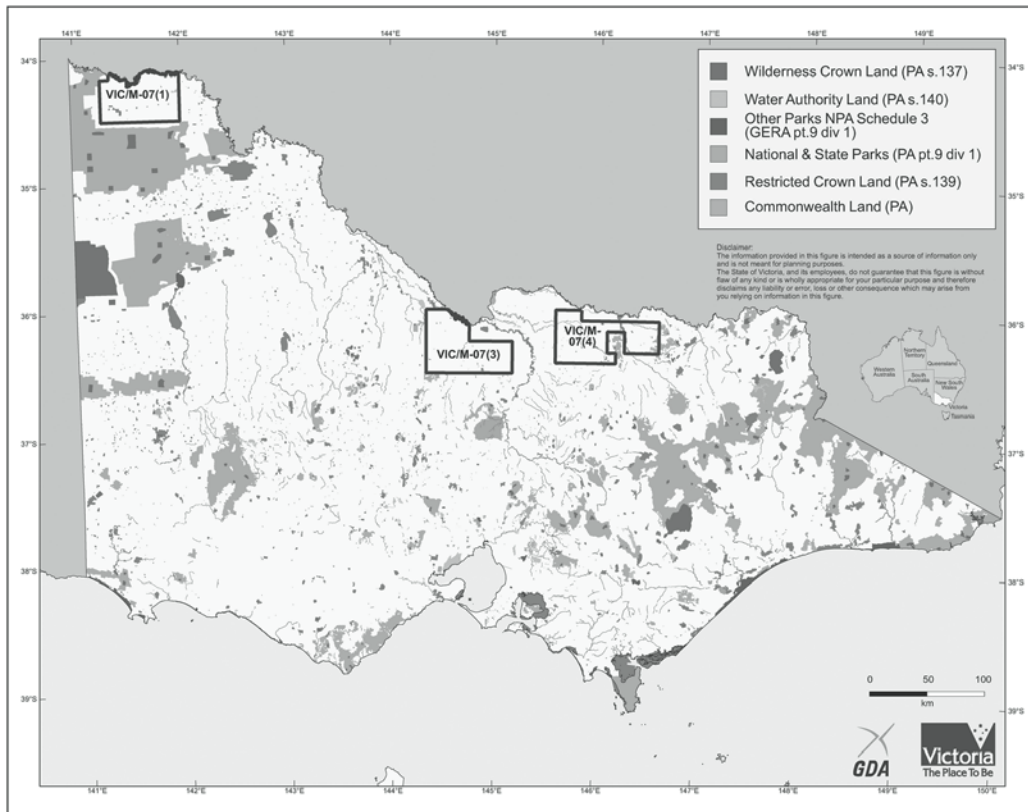 141°E 142°E 143°E 144°E 145°E 146°E 147°E 148°E 149°E
34°S
34°S
35°S
35°S
36°S
36°S
37°S
37°S
38°S
38°S
39°S
39°S
VIC/M-07(1)
VIC/M-07(3)
VIC/M-
07(4)
Wilderness Crown Land (PA s.137)
Water Authority Land (PA s.140)
Other Parks NPA Schedule 3
(GERA pt.9 div 1)
National & State Parks (PA pt.9 div 1)
Restricted Crown Land (PA s.139)
Commonwealth Land (PA)
Disclaimer:
The information provided in this figure is intended as a source of information only
and is not meant for planning purposes.
The State of Victoria, and its employees, do not guarantee that this figure is without
flaw of any kind or is wholly appropriate for your particular purpose and therefore
disclaims any liability or error, loss or other consequence which may arise from
you relying on information in this figure.
Western
Australia
Northern
Territory
Queensland
South
Australia
New South
Wales
Victoria
Tasmania
0 50 100
km
GDA
Victoria
The Place To Be
141°E 142°E 143°E 144°E 145°E 146°E 147°E 148°E 149°E 150°E